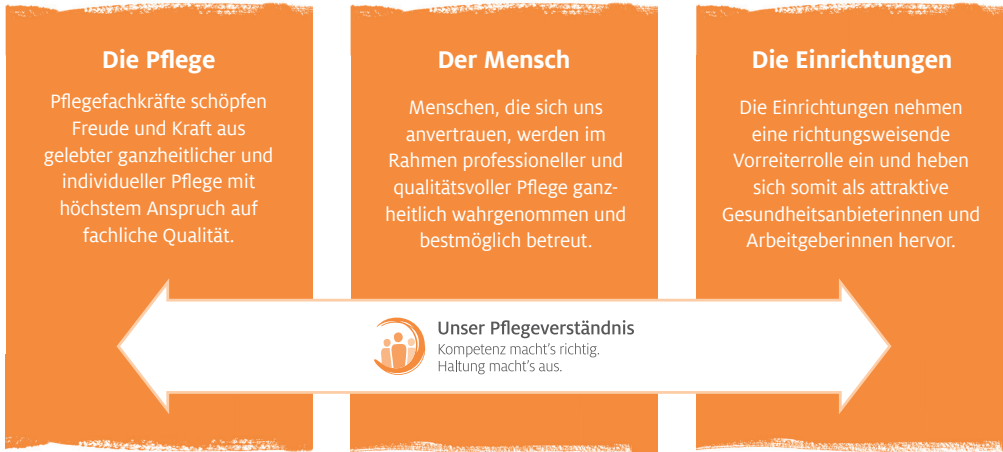 Die Pflege
Pflegefachkräfte schöpfen
Freude und Kraft aus
gelebter ganzheitlicher und
individueller Pflege mit
höchstem Anspruch auf
fachliche Qualität.
Der Mensch
Menschen, die sich uns
anvertrauen, werden im
Rahmen professioneller und
qualitätsvoller Pflege ganz-
heitlich wahrgenommen und
bestmöglich betreut.
Die Einrichtungen
Die Einrichtungen nehmen
eine richtungsweisende
Vorreiterrolle ein und heben
sich somit als attraktive
Gesundheitsanbieterinnen und
Arbeitgeberinnen hervor.
Unser Pflegeverständnis
Kompetenz macht's richtig.
Haltung macht's aus.